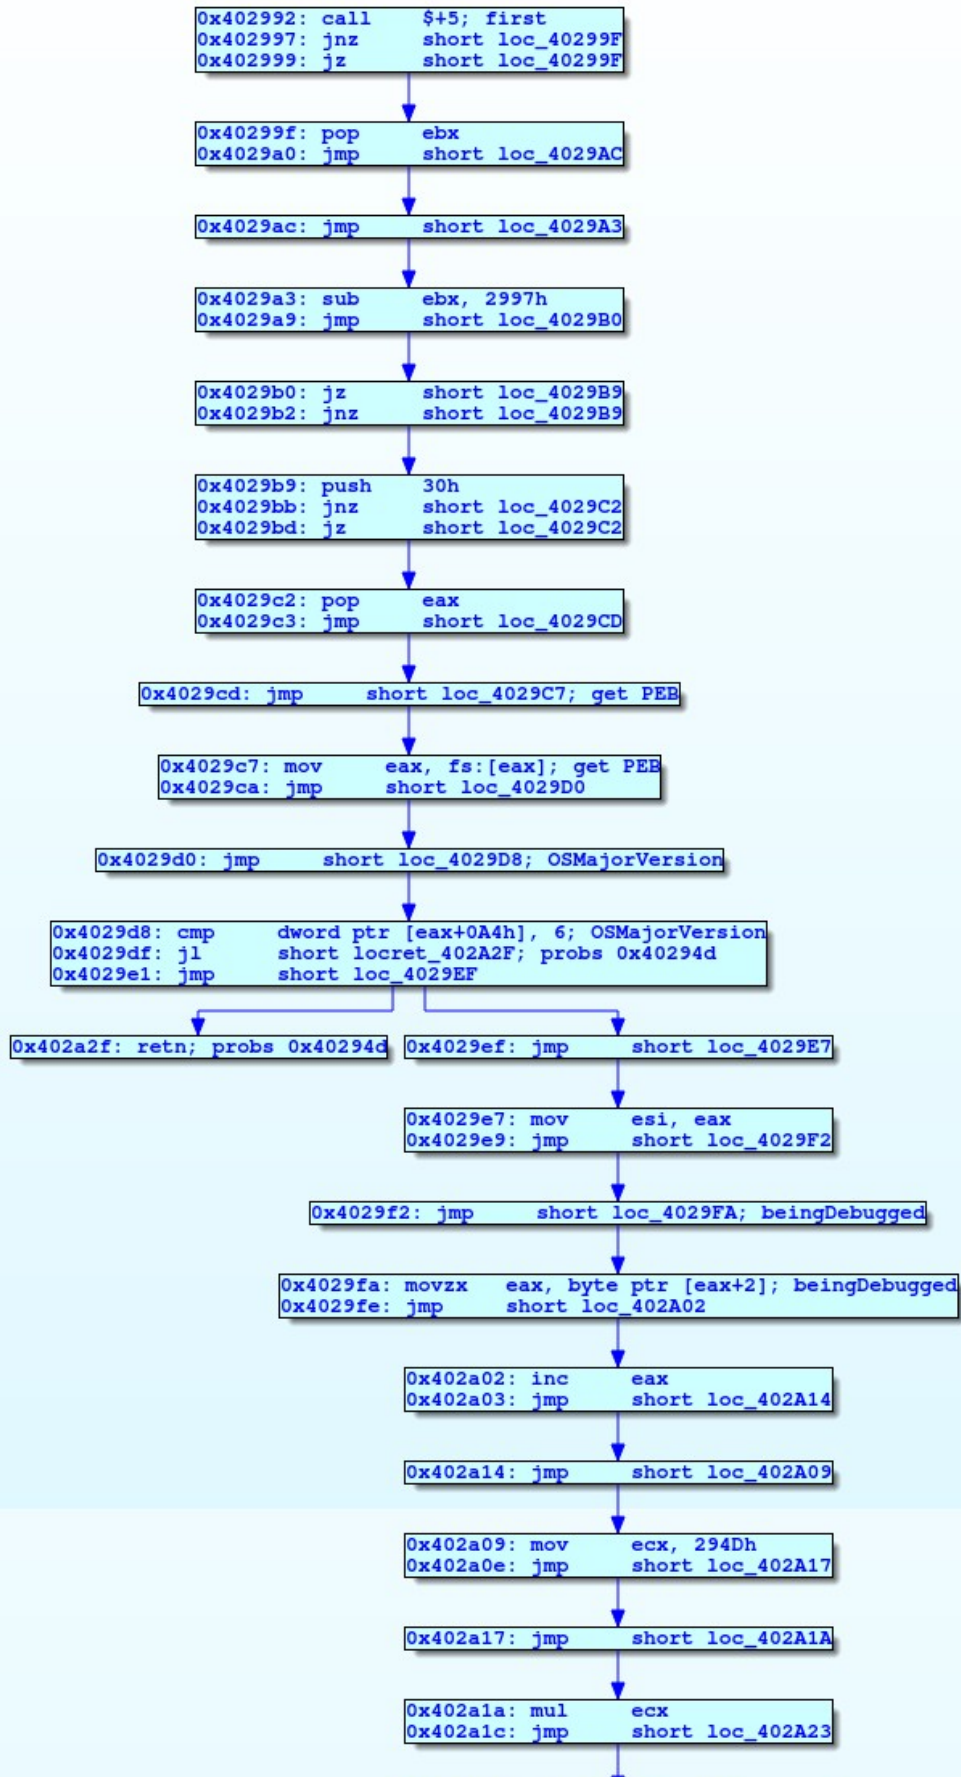 0x402992: call $+5; first
0x402997: jnz short loc_40299F
0x402999: jz short loc_40299F
0x40299f: pop ebx
0x4029a0: jmp short loc_4029AC
0x4029ac: jmp short loc_4029A3
0x4029a3: sub ebx, 2997h
0x4029a9: jmp short loc_4029B0
0x4029b0: jz short loc_4029B9
0x4029b2: jnz short loc_4029B9
0x4029b9: push 30h
0x4029bb: jnz short loc_4029C2
0x4029bd: jz short loc_4029C2
0x4029c2: pop eax
0x4029c3: jmp short loc_4029CD
0x4029cd: jmp short loc_4029C7; get PEB
0x4029c7: mov eax, fs:[eax]; get PEB
0x4029ca: jmp short loc_4029D0
0x4029d0: jmp short loc_4029D8; OSMajorVersion
0x4029d8: cmp dword ptr [eax+0A4h], 6; OSMajorVersion
0x4029df: jl short locret_402A2F; probs 0x40294d
0x4029e1: jmp short loc_4029EF
0x402a2f: retn; probs 0x40294d
0x4029ef: jmp short loc_4029E7
0x4029e7: mov esi, eax
0x4029e9: jmp short loc_4029F2
0x4029f2: jmp short loc_4029FA; beingDebugged
0x4029fa: movzx eax, byte ptr [eax+2]; beingDebugged
0x4029fe: jmp short loc_402A02
0x402a02: inc eax
0x402a03: jmp short loc_402A14
0x402a14: jmp short loc_402A09
0x402a09: mov ecx, 294Dh
0x402a0e: jmp short loc_402A17
0x402a17: jmp short loc_402A1A
0x402a1a: mul ecx
0x402a1c: jmp short loc_402A23